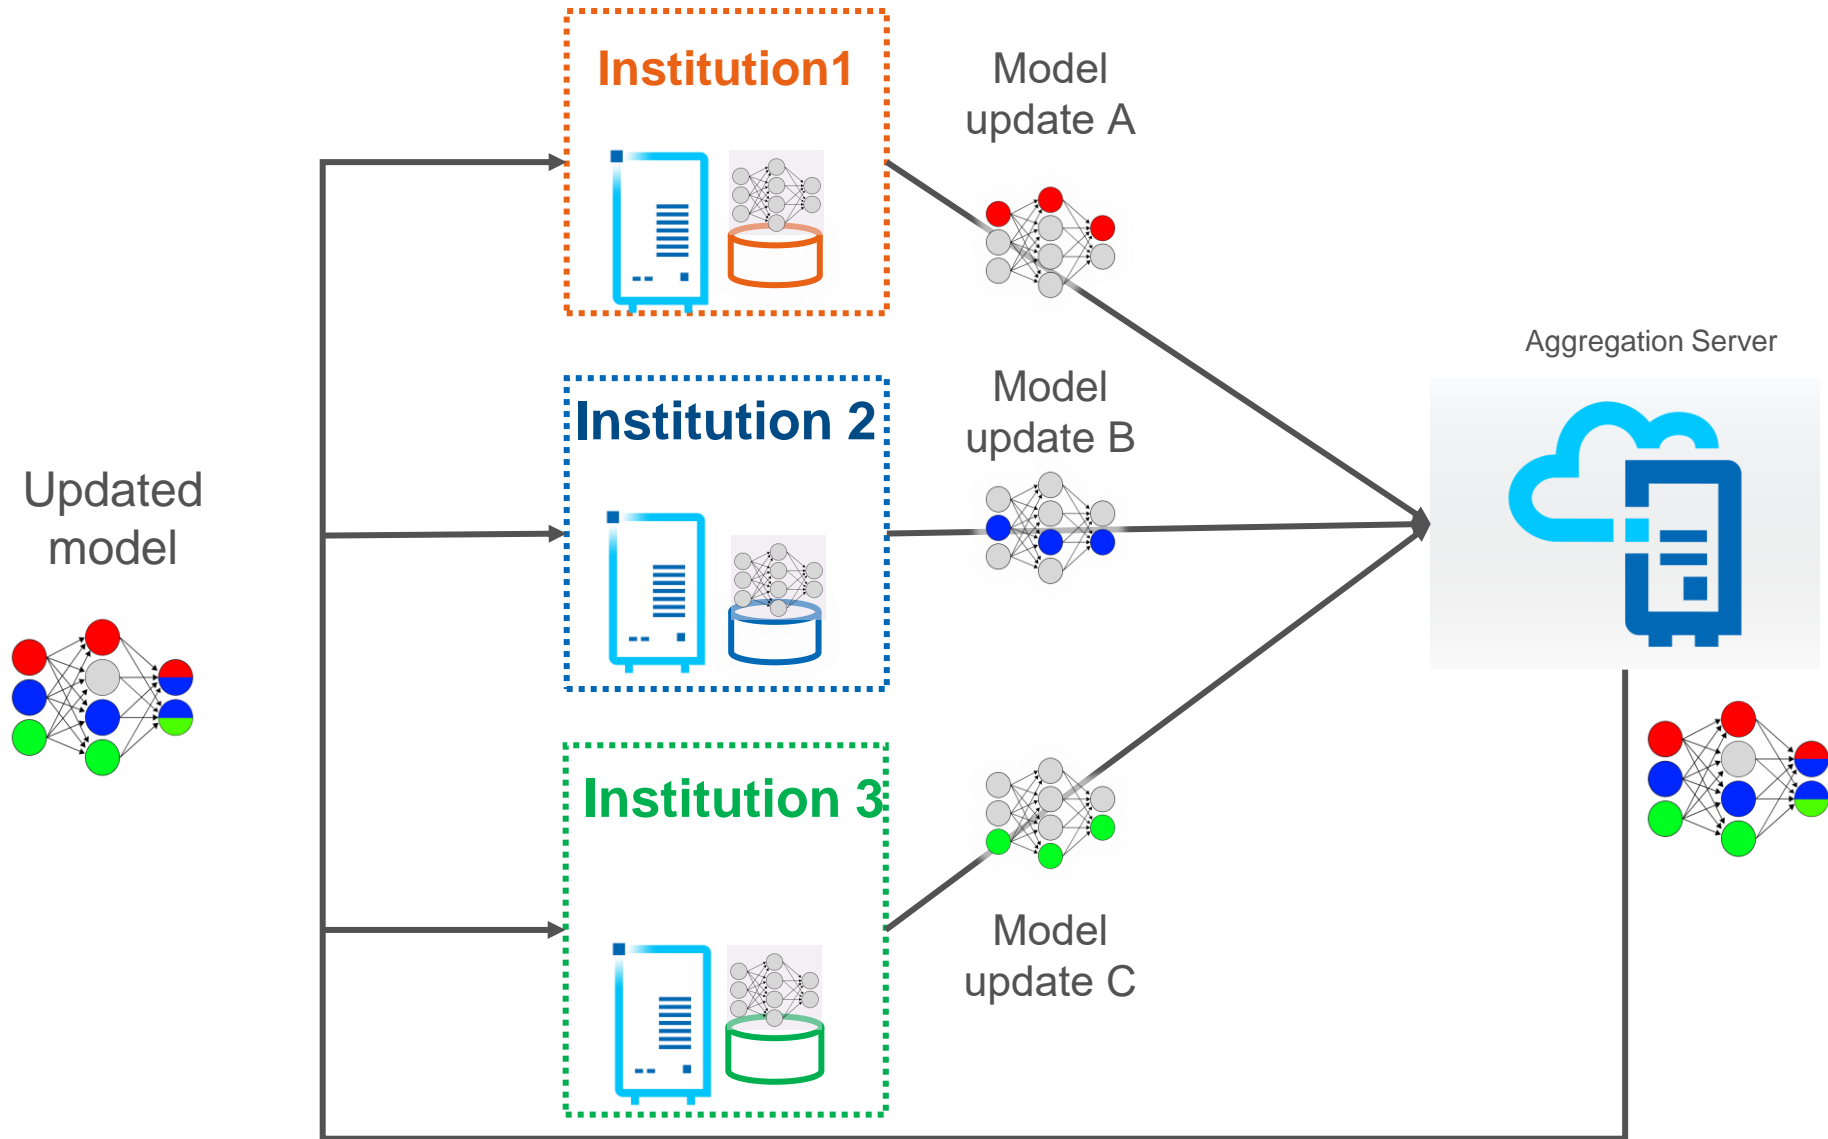 Institution1
Model
update A
Aggregation Server
Model
update B
Institution 2
Updated
model
Institution 3
Model
update C